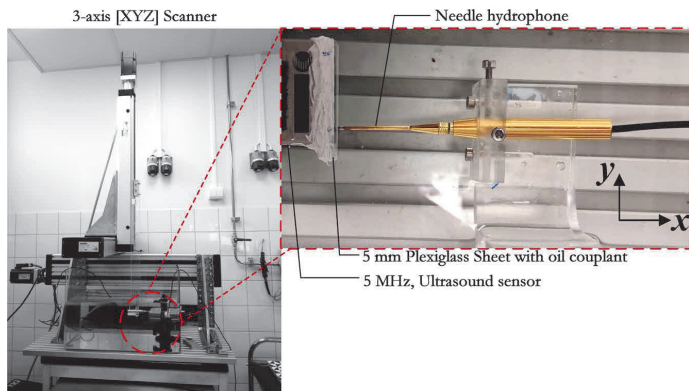 3-axis [XYZ] Scanner
Needle hydrophone
y
x
5 mm Plexiglass Sheet with oil couplant
5 MHz, Ultrasound sensor